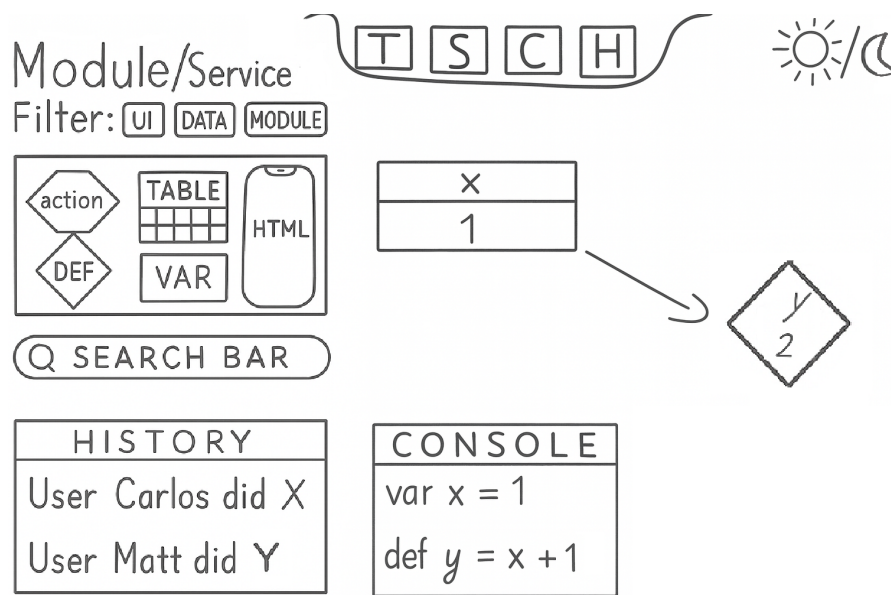 T S C H
Module/Service
Filter: UI DATA MODULE
action
TABLE
HTML
DEF
VAR
x
1
y
2
SEARCH BAR
HISTORY
User Carlos did X
User Matt did Y
CONSOLE
var x = 1
def y = x + 1